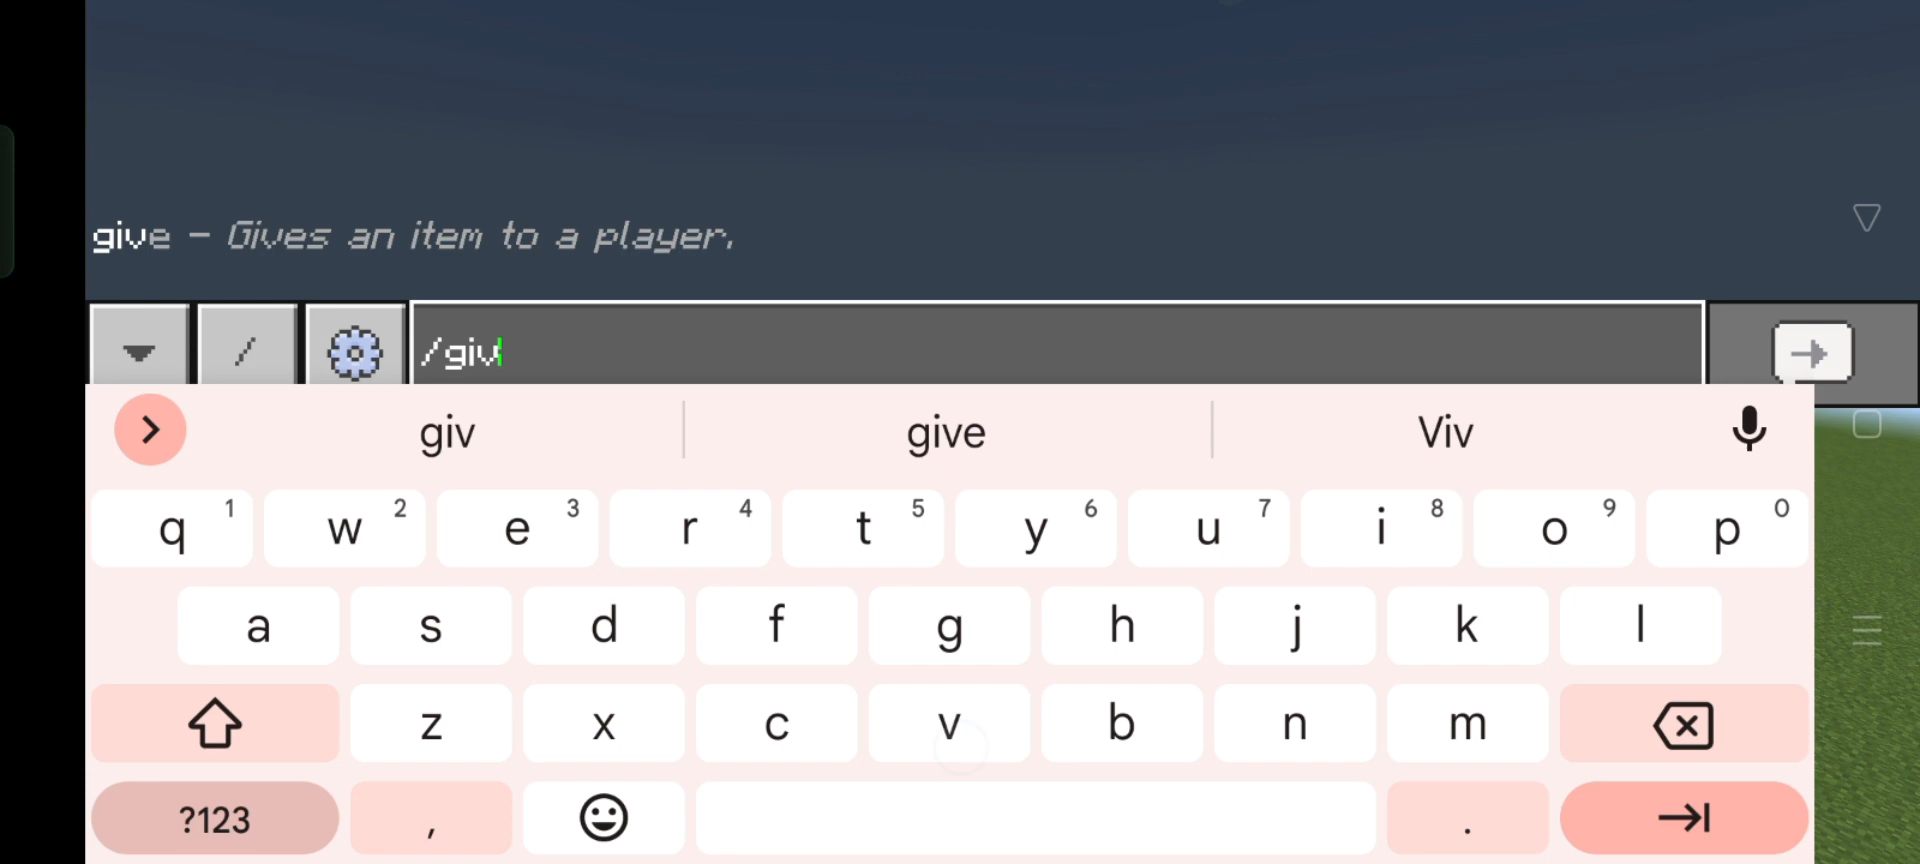 give - Gives an item to a player.
/ /giv
giv give Viv
q 1 w 2 e 3 r 4 t 5 y 6 u 7 i 8 o 9 p 0
a s d f g h j k l
z x c v b n m
?123 , .